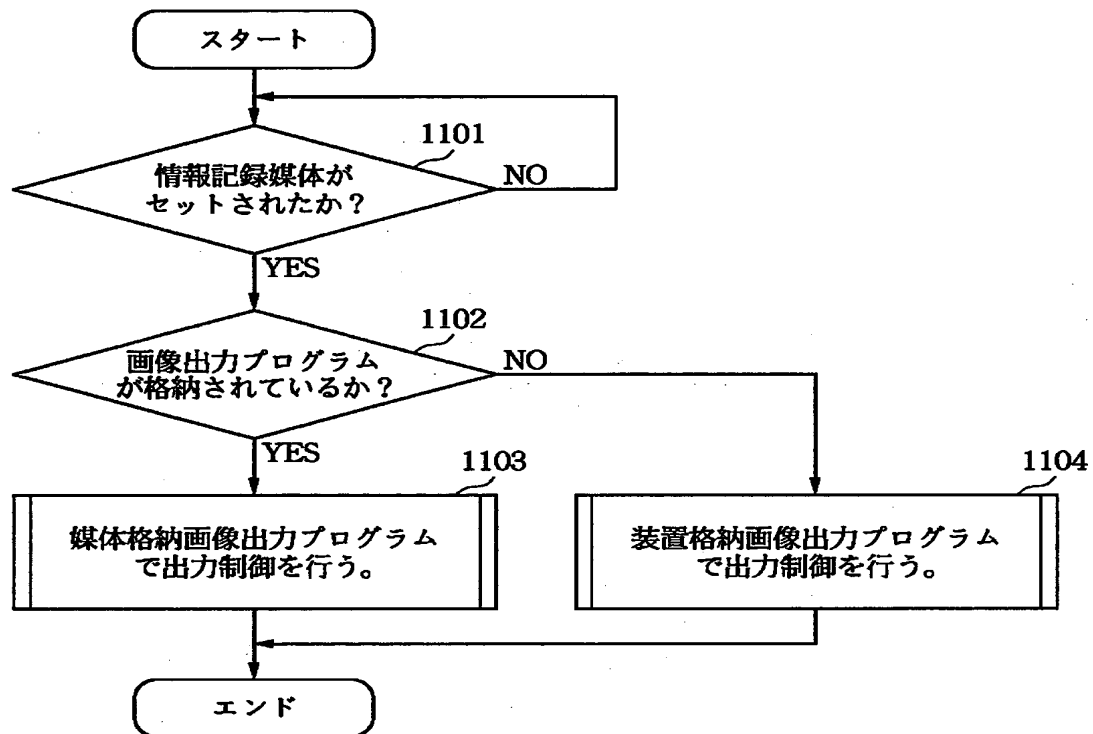 スタート
1101
情報記録媒体が
セットされたか？
NO
YES
1102
画像出力プログラム
が格納されているか？
NO
YES
1103
媒体格納画像出力プログラム
で出力制御を行う。
1104
装置格納画像出力プログラム
で出力制御を行う。
エンド